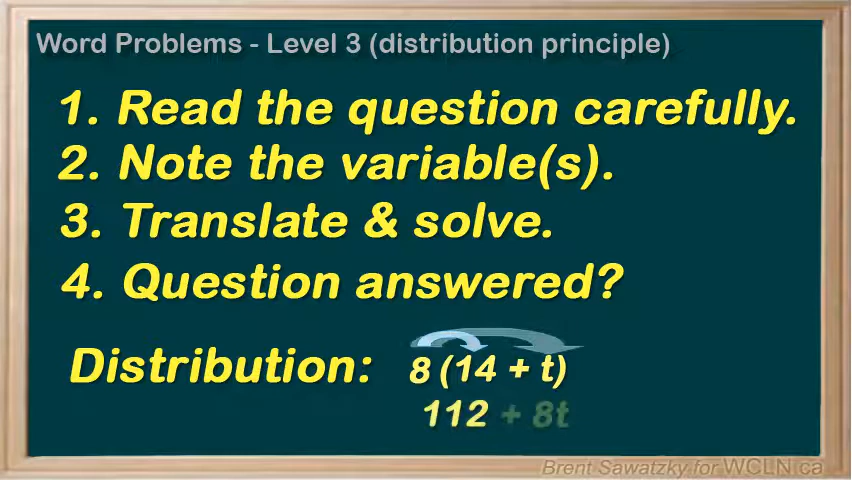 Word Problems - Level 3 (distribution principle)
1. Read the question carefully.
2. Note the variable(s).
3. Translate & solve.
4. Question answered?
Distribution: 8 (14 + t)
112 + 8t
Brent Sawatzky for WCLN.ca